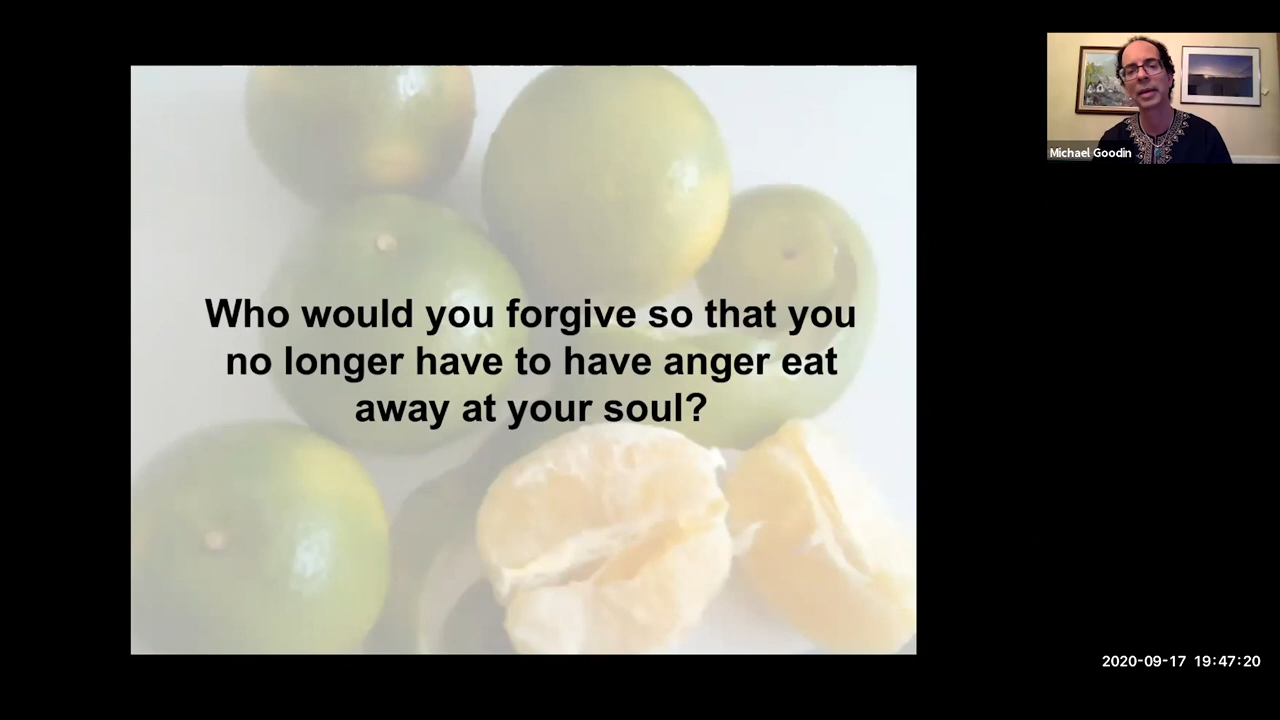 Who would you forgive so that you
no longer have to have anger eat
away at your soul?
Michael Goodin
2020-09-17 19:47:20